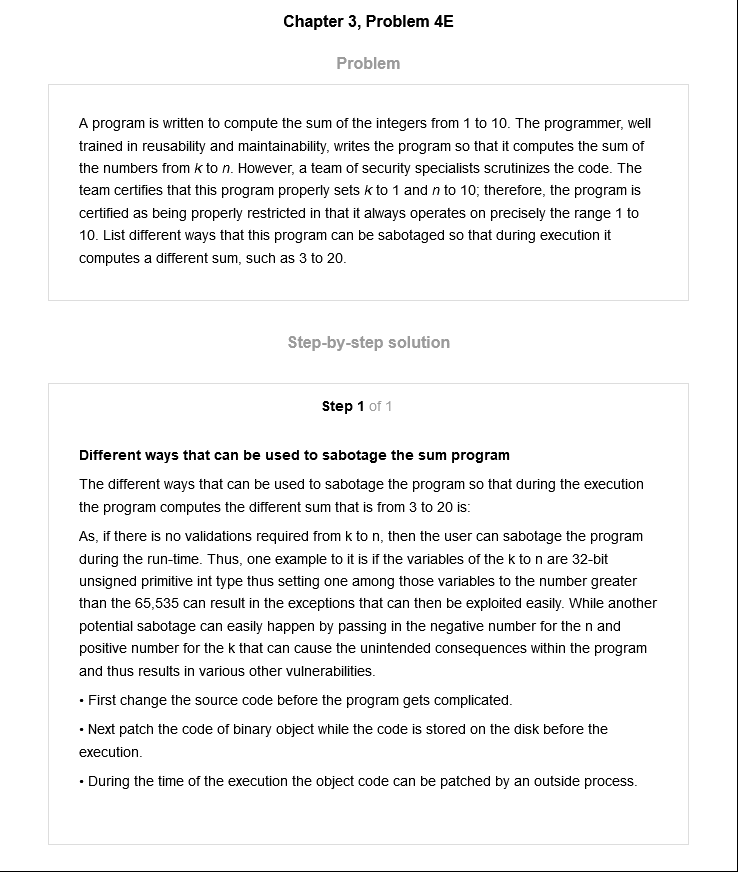 Chapter 3, Problem 4E
Problem
A program is written to compute the sum of the integers from 1 to 10. The programmer, well
trained in reusability and maintainability, writes the program so that it computes the sum of
the numbers from k to n. However, a team of security specialists scrutinizes the code. The
team certifies that this program properly sets k to 1 and n to 10; therefore, the program is
certified as being properly restricted in that it always operates on precisely the range 1 to
10. List different ways that this program can be sabotaged so that during execution it
computes a different sum, such as 3 to 20.
Step-by-step solution
Step 1 of 1
Different ways that can be used to sabotage the sum program
The different ways that can be used to sabotage the program so that during the execution
the program computes the different sum that is from 3 to 20 is:
As, if there is no validations required from k to n, then the user can sabotage the program
during the run-time. Thus, one example to it is if the variables of the k to n are 32-bit
unsigned primitive int type thus setting one among those variables to the number greater
than the 65,535 can result in the exceptions that can then be exploited easily. While another
potential sabotage can easily happen by passing in the negative number for the n and
positive number for the k that can cause the unintended consequences within the program
and thus results in various other vulnerabilities.
• First change the source code before the program gets complicated.
• Next patch the code of binary object while the code is stored on the disk before the
execution.
• During the time of the execution the object code can be patched by an outside process.